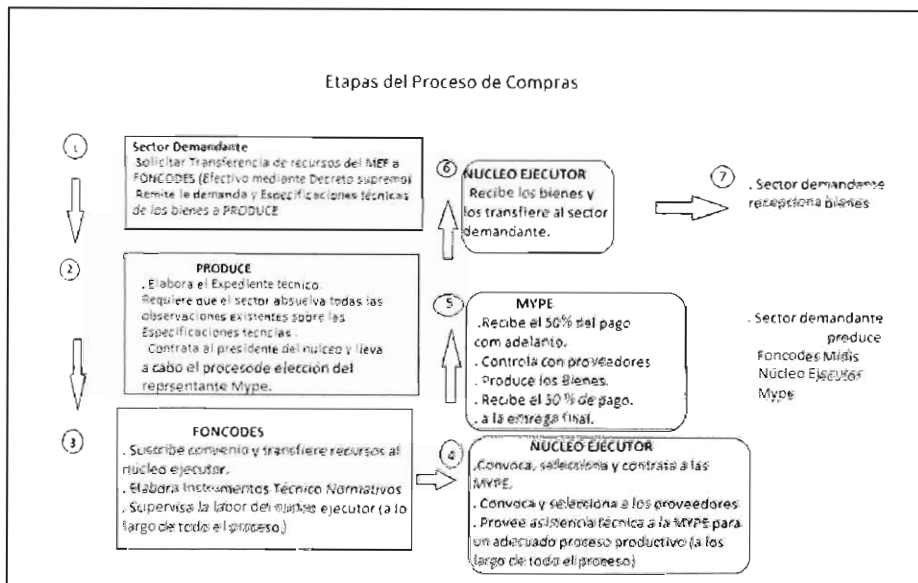 Etapas del Proceso de Compras
1
Sector Demandante
Solicitar Transferencia de recursos del MEF a
FONCODES (Efectivo mediante Decreto supremo)
Remite la demanda y Especificaciones técnicas
de los bienes a PRODUCE
2
PRODUCE
. Elabora el Expediente técnico.
Requiere que el sector absuelva todas las
observaciones existentes sobre las
Especificaciones tecncias.
Contrata al presidente del nulceo y lleva
a cabo el procesode elección del
reprsentante Mype.
3
FONCODES
. Suscribe convenio y transfiere recursos al
núcleo ejecutor.
. Elabora Instrumentos Técnico Normativos
. Supervisa la labor del ejecutor (a lo
largo de todo el proceso.)
4
NUCLEO EJECUTOR
. Convoca, selecciona y contrata a las
MYPE.
. Convoca y selecciona a los proveedores
. Provee asistencia técnica a la MYPE para
un adecuado proceso productivo (a los
largo de todo el proceso)
5
MYPE
. Recibe el 50% del pago
com adelanto.
. Controla con proveedores
. Produce los Bienes.
. Recibe el 50 % de pago.
. a la entrega final.
6
NUCLEO EJECUTOR
Recibe los bienes y
los transfiere al sector
demandante.
7
. Sector demandante
recepciona bienes
. Sector demandante
produce
Foncodes Midis
Núcleo Ejecutor
Mype